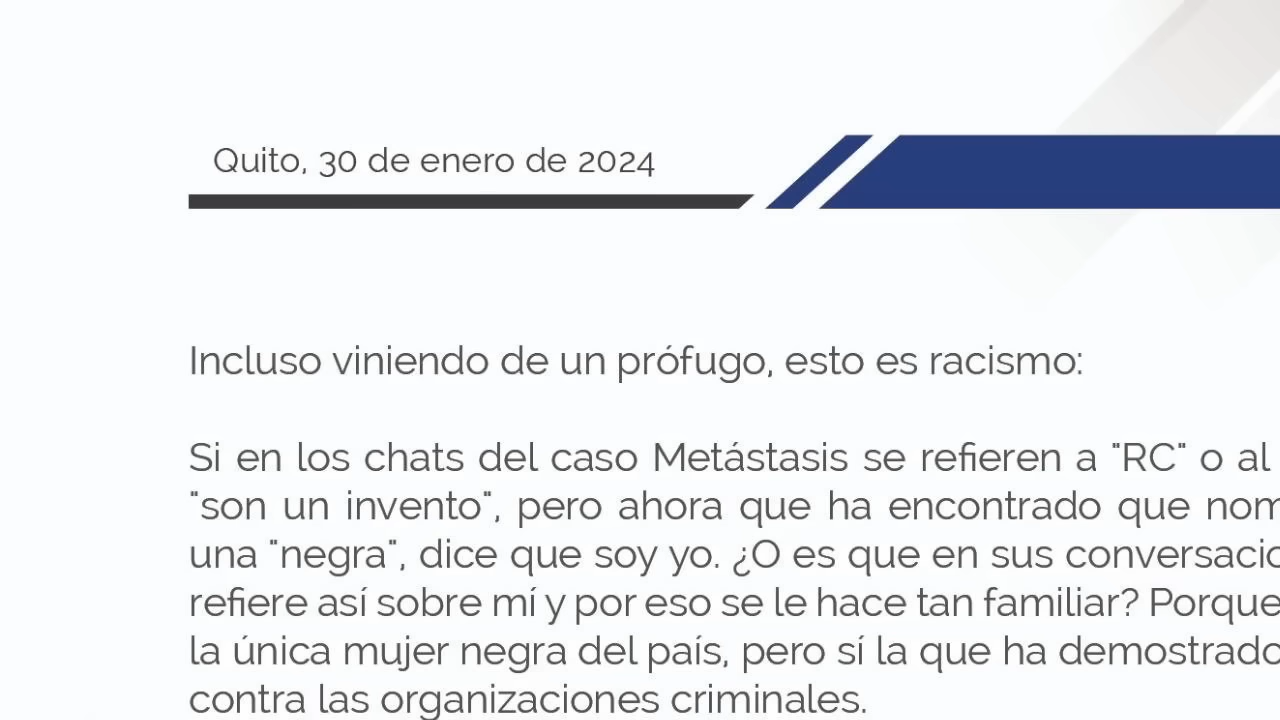 Quito, 30 de enero de 2024
Incluso viniendo de un prófugo, esto es racismo:
Si en los chats del caso Metástasis se refieren a "RC" o al
"son un invento", pero ahora que ha encontrado que
una "negra", dice que soy yo. ¿O es que en sus
refiere así sobre mí y por eso se le hace tan familiar? Porque
la única mujer negra del país, pero sí la que ha demostrado
contra las organizaciones criminales.